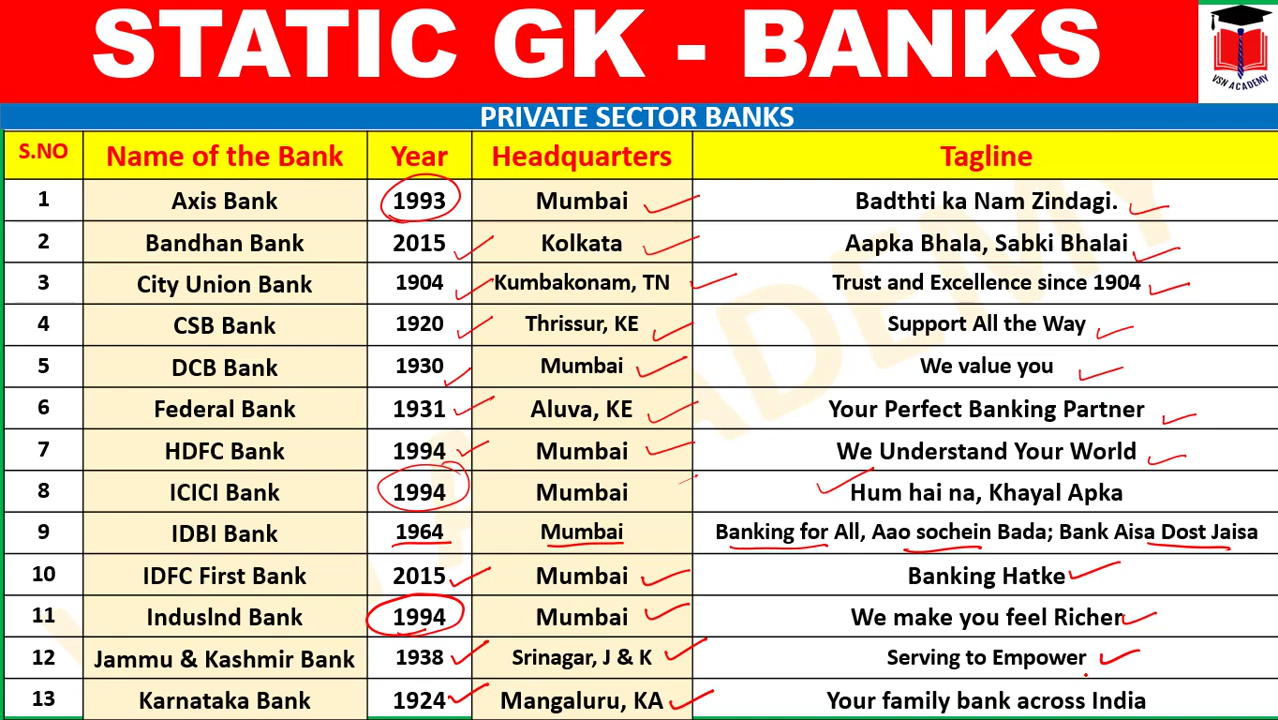 STATIC GK - BANKS
VSN ACADEMY
PRIVATE SECTOR BANKS
S.NO Name of the Bank Year Headquarters Tagline
1 Axis Bank 1993 Mumbai Badthti ka Nam Zindagi.
2 Bandhan Bank 2015 Kolkata Aapka Bhala, Sabki Bhalai
3 City Union Bank 1904 Kumbakonam, TN Trust and Excellence since 1904
4 CSB Bank 1920 Thrissur, KE Support All the Way
5 DCB Bank 1930 Mumbai We value you
6 Federal Bank 1931 Aluva, KE Your Perfect Banking Partner
7 HDFC Bank 1994 Mumbai We Understand Your World
8 ICICI Bank 1994 Mumbai Hum hai na, Khayal Apka
9 IDBI Bank 1964 Mumbai Banking for All, Aao sochein Bada; Bank Aisa Dost Jaisa
10 IDFC First Bank 2015 Mumbai Banking Hatke
11 Induslnd Bank 1994 Mumbai We make you feel Richer
12 Jammu & Kashmir Bank 1938 Srinagar, J & K Serving to Empower
13 Karnataka Bank 1924 Mangaluru, KA Your family bank across India